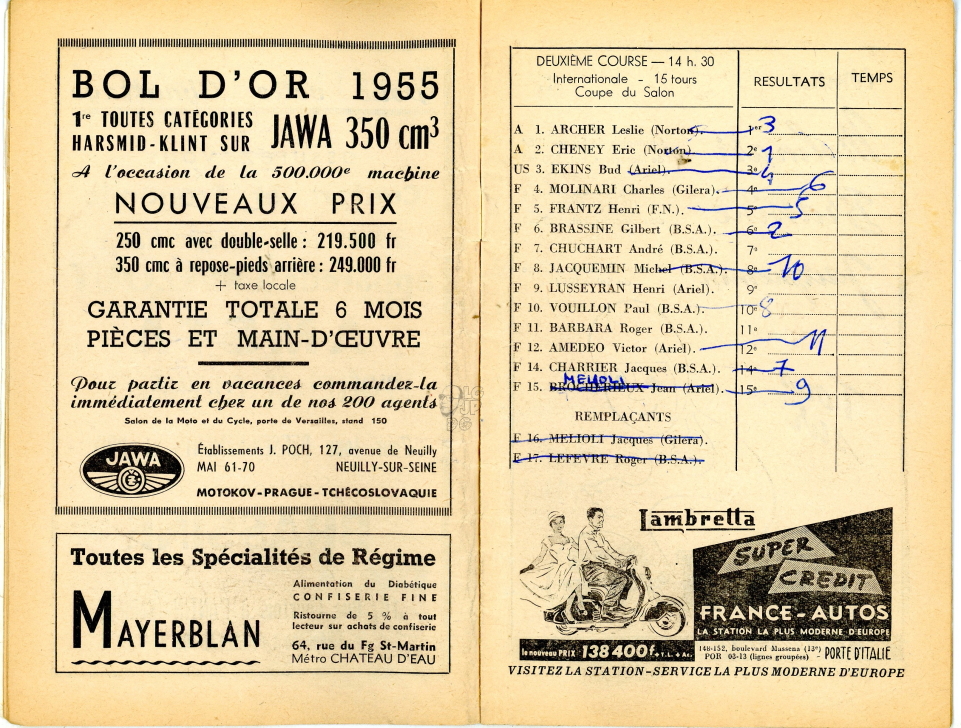 BOL D'OR 1955
1re TOUTES CATÉGORIES
HARSMID-KLINT SUR JAWA 350 cm3
A l'occasion de la 500.000e machine
NOUVEAUX PRIX
250 cmc avec double-selle : 219.500 fr
350 cmc à repose-pieds arrière : 249.000 fr
+ taxe locale
GARANTIE TOTALE 6 MOIS
PIÈCES ET MAIN-D'ŒUVRE
Pour partir en vacances commandez-la
immédiatement chez un de nos 200 agents
Salon de la Moto et du Cycle, porte de Versailles, stand 150
JAWA
Établissements J. POCH, 127, avenue de Neuilly
MAI 61-70 NEUILLY-SUR-SEINE
MOTOKOV-PRAGUE-TCHÉCOSLOVAQUIE
Toutes les Spécialités de Régime
MAYERBLAN
Alimentation du Diabétique
CONFISERIE FINE
Ristourne de 5 % à tout
lecteur sur achats de confiserie
64, rue du Fg St-Martin
Métro CHATEAU D'EAU
DEUXIÈME COURSE — 14 h. 30
Internationale - 15 tours
Coupe du Salon
RESULTATS
TEMPS
A 1. ARCHER Leslie (Norton). 1er 3
A 2. CHENEY Eric (Norton). 2e 1
US 3. EKINS Bud (Ariel). 3e 4
F 4. MOLINARI Charles (Gilera). 4e 6
F 5. FRANTZ Henri (F.N.). 5e 5
F 6. BRASSINE Gilbert (B.S.A.). 6e 2
F 7. CHUCHART André (B.S.A.). 7e
F 8. JACQUEMIN Michel (B.S.A.). 8e 10
F 9. LUSSEYRAN Henri (Ariel). 9e
F 10. VOUILLON Paul (B.S.A.). 10e 8
F 11. BARBARA Roger (B.S.A.). 11e
F 12. AMEDEO Victor (Ariel). 12e 11
F 14. CHARRIER Jacques (B.S.A.). 14e 7
MELIOLI
F 15. BROCHERIEUX Jean (Ariel). 15e 9
REMPLAÇANTS
F 16. MELIOLI Jacques (Gilera).
F 17. LEFEVRE Roger (B.S.A.).
Lambretta
SUPER
CREDIT
FRANCE-AUTOS
LA STATION LA PLUS MODERNE D'EUROPE
le nouveau PRIX 138400f. + T.L. + Ac.
148-152, boulevard Massena (13e)
POR 03-13 (lignes groupées) - PORTE D'ITALIE
VISITEZ LA STATION-SERVICE LA PLUS MODERNE D'EUROPE